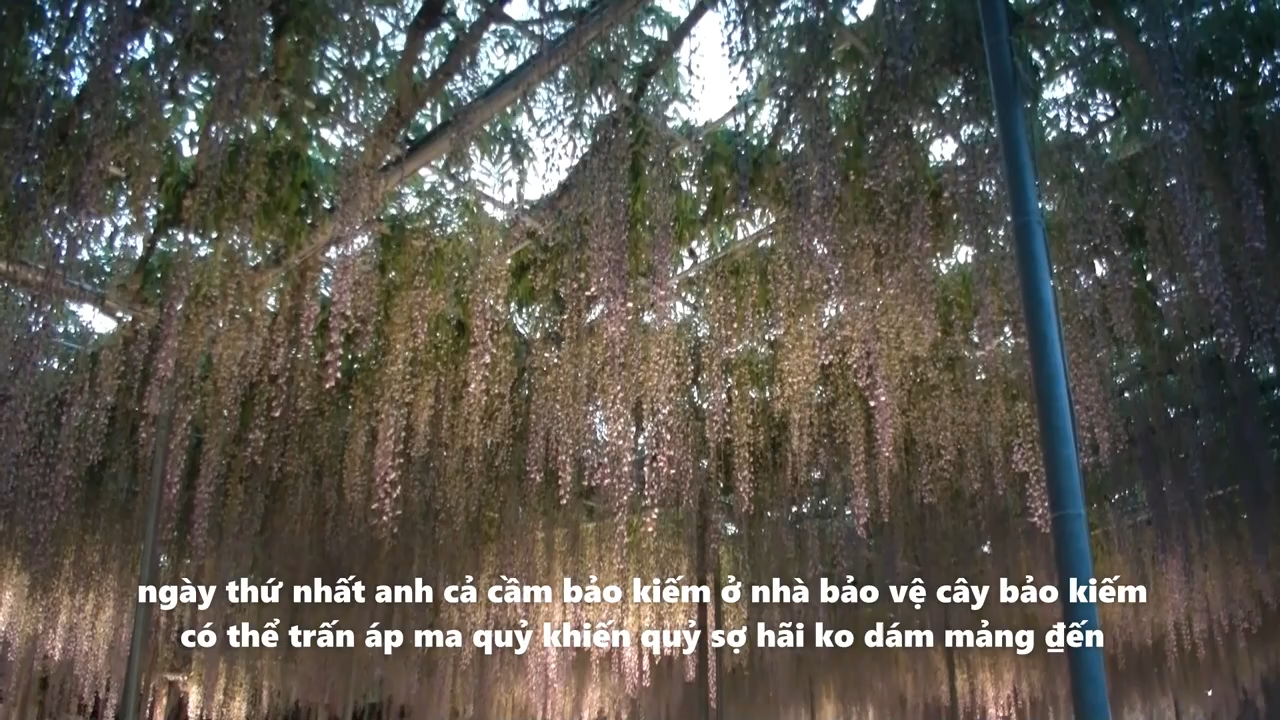 ngày thứ nhất anh cả cầm bảo kiếm ở nhà bảo vệ cây bảo kiếm
có thể trấn áp ma quỷ khiến quỷ sợ hãi ko dám mảng đến